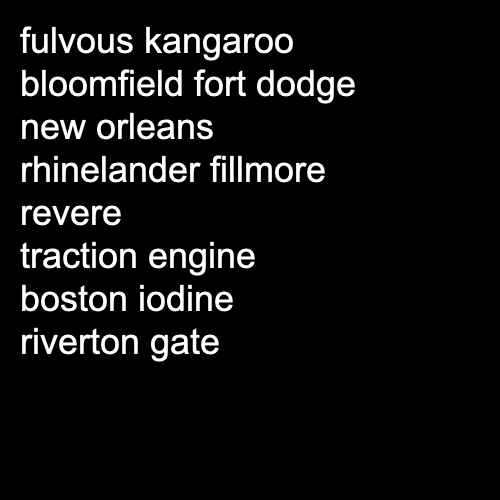 fulvous kangaroo
bloomfield fort dodge
new orleans
rhinelander fillmore
revere
traction engine
boston iodine
riverton gate